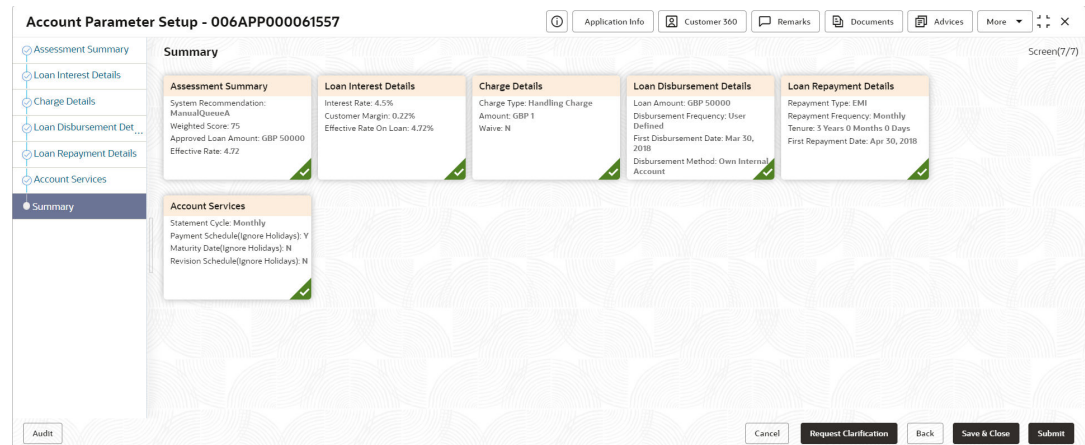 Account Parameter Setup - 006APP000061557
Application Info
Customer 360
Remarks
Documents
Advices
More
Assessment Summary
Loan Interest Details
Charge Details
Loan Disbursement Det...
Loan Repayment Details
Account Services
Summary
Summary
Screen(7/7)
Assessment Summary
System Recommendation:
ManualQueueA
Weighted Score: 75
Approved Loan Amount: GBP 50000
Effective Rate: 4.72
Loan Interest Details
Interest Rate: 4.5%
Customer Margin: 0.22%
Effective Rate On Loan: 4.72%
Charge Details
Charge Type: Handling Charge
Amount: GBP 1
Waive: N
Loan Disbursement Details
Loan Amount: GBP 50000
Disbursement Frequency: User
Defined
First Disbursement Date: Mar 30,
2018
Disbursement Method: Own Internal
Account
Loan Repayment Details
Repayment Type: EMI
Repayment Frequency: Monthly
Tenure: 3 Years 0 Months 0 Days
First Repayment Date: Apr 30, 2018
Account Services
Statement Cycle: Monthly
Payment Schedule(Ignore Holidays): Y
Maturity Date(Ignore Holidays): N
Revision Schedule(Ignore Holidays): N
Audit
Cancel
Request Clarification
Back
Save & Close
Submit